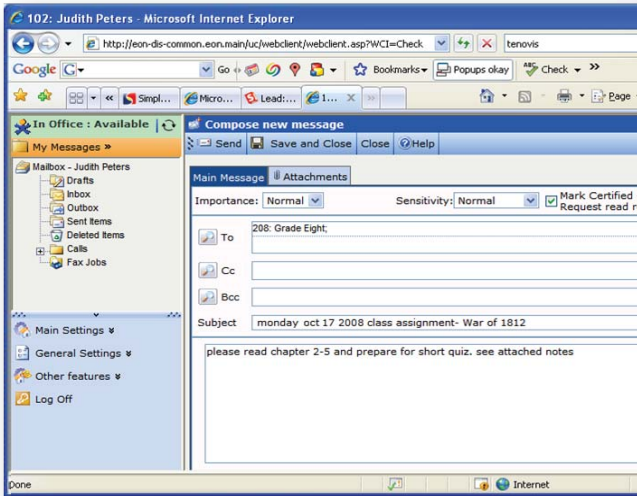 102: Judith Peters - Microsoft Internet Explorer
http://eon-dis-common.eon.main/uc/webclient/webclient.asp?WCI=Check
tenovis
Google G
Go
Bookmarks
Popups okay
Check
»
«
Simpl...
Micro...
Lead:...
1...
X
»
Page
In Office : Available
My Messages »
Mailbox - Judith Peters
Drafts
Inbox
Outbox
Sent Items
Deleted Items
Calls
Fax Jobs
Main Settings
General Settings
Other features
Log Off
Compose new message
Send Save and Close Close Help
Main Message Attachments
Importance: Normal Sensitivity: Normal Mark Certified
Request read r
To 208: Grade Eight;
Cc
Bcc
Subject monday oct 17 2008 class assignment- War of 1812
please read chapter 2-5 and prepare for short quiz. see attached notes
Done
Internet